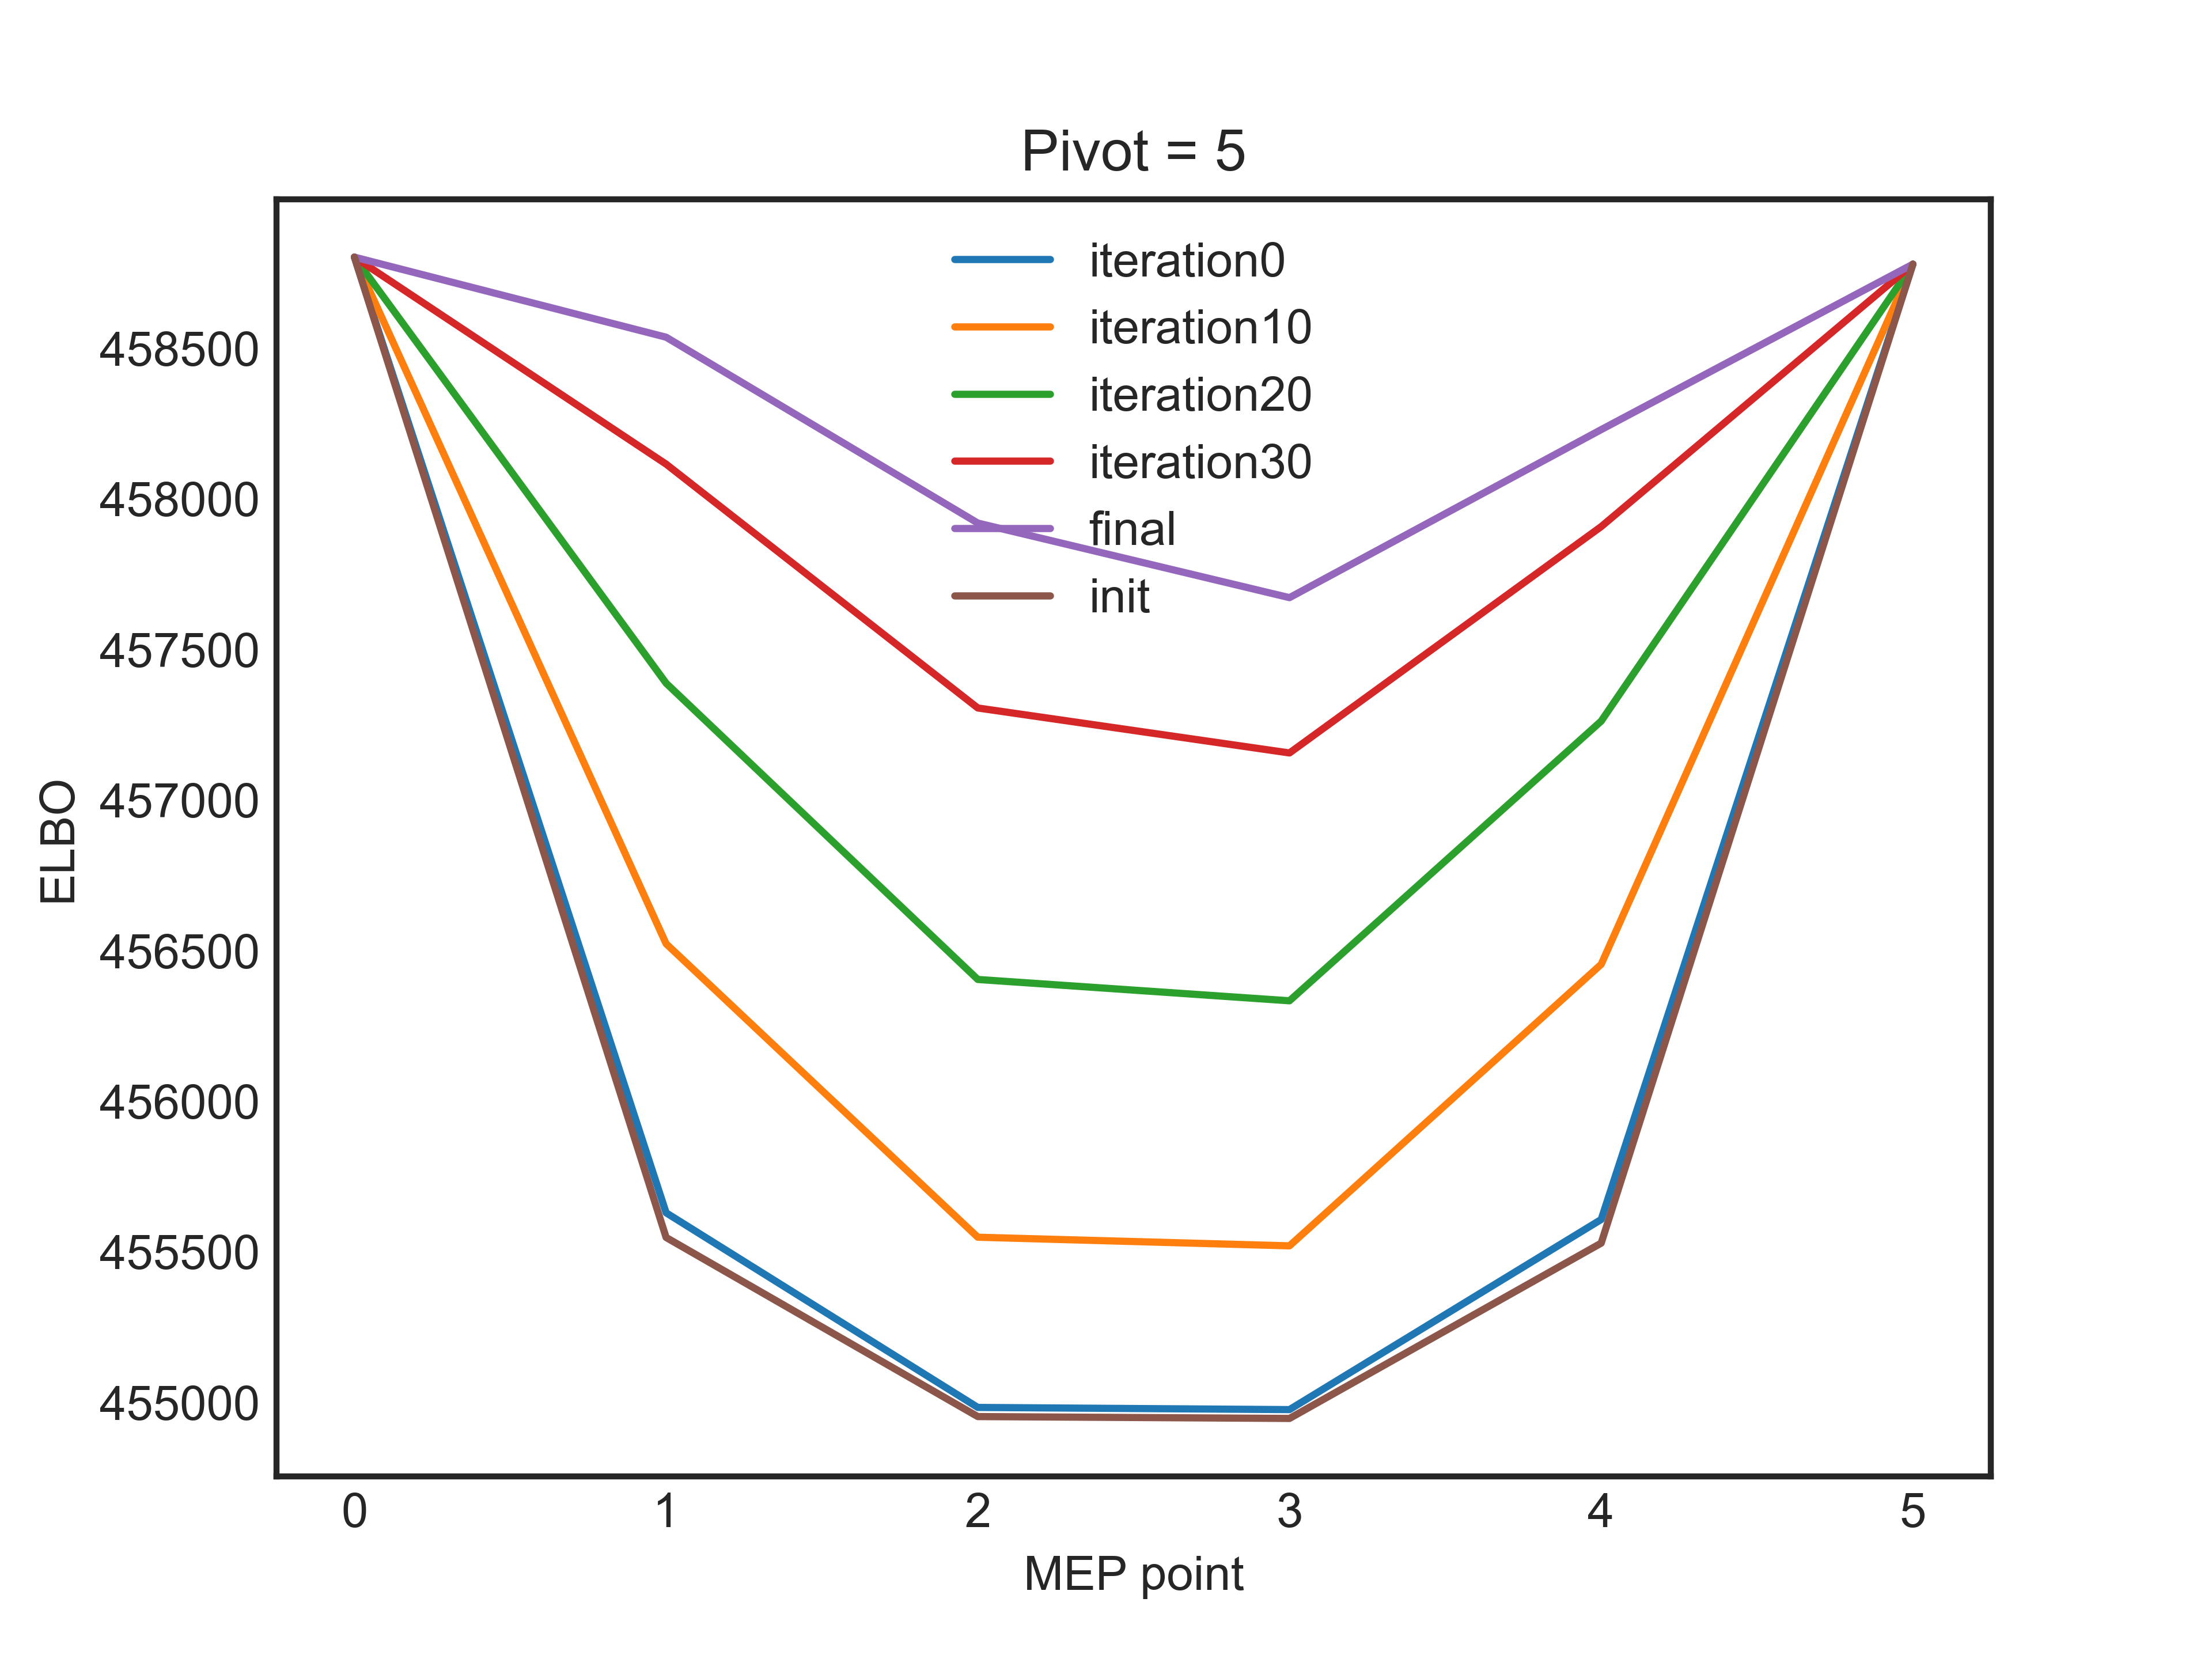 Pivot = 5
iteration0
iteration10
iteration20
iteration30
final
init
458500
458000
457500
457000
456500
456000
455500
455000
ELBO
0 1 2 3 4 5
MEP point